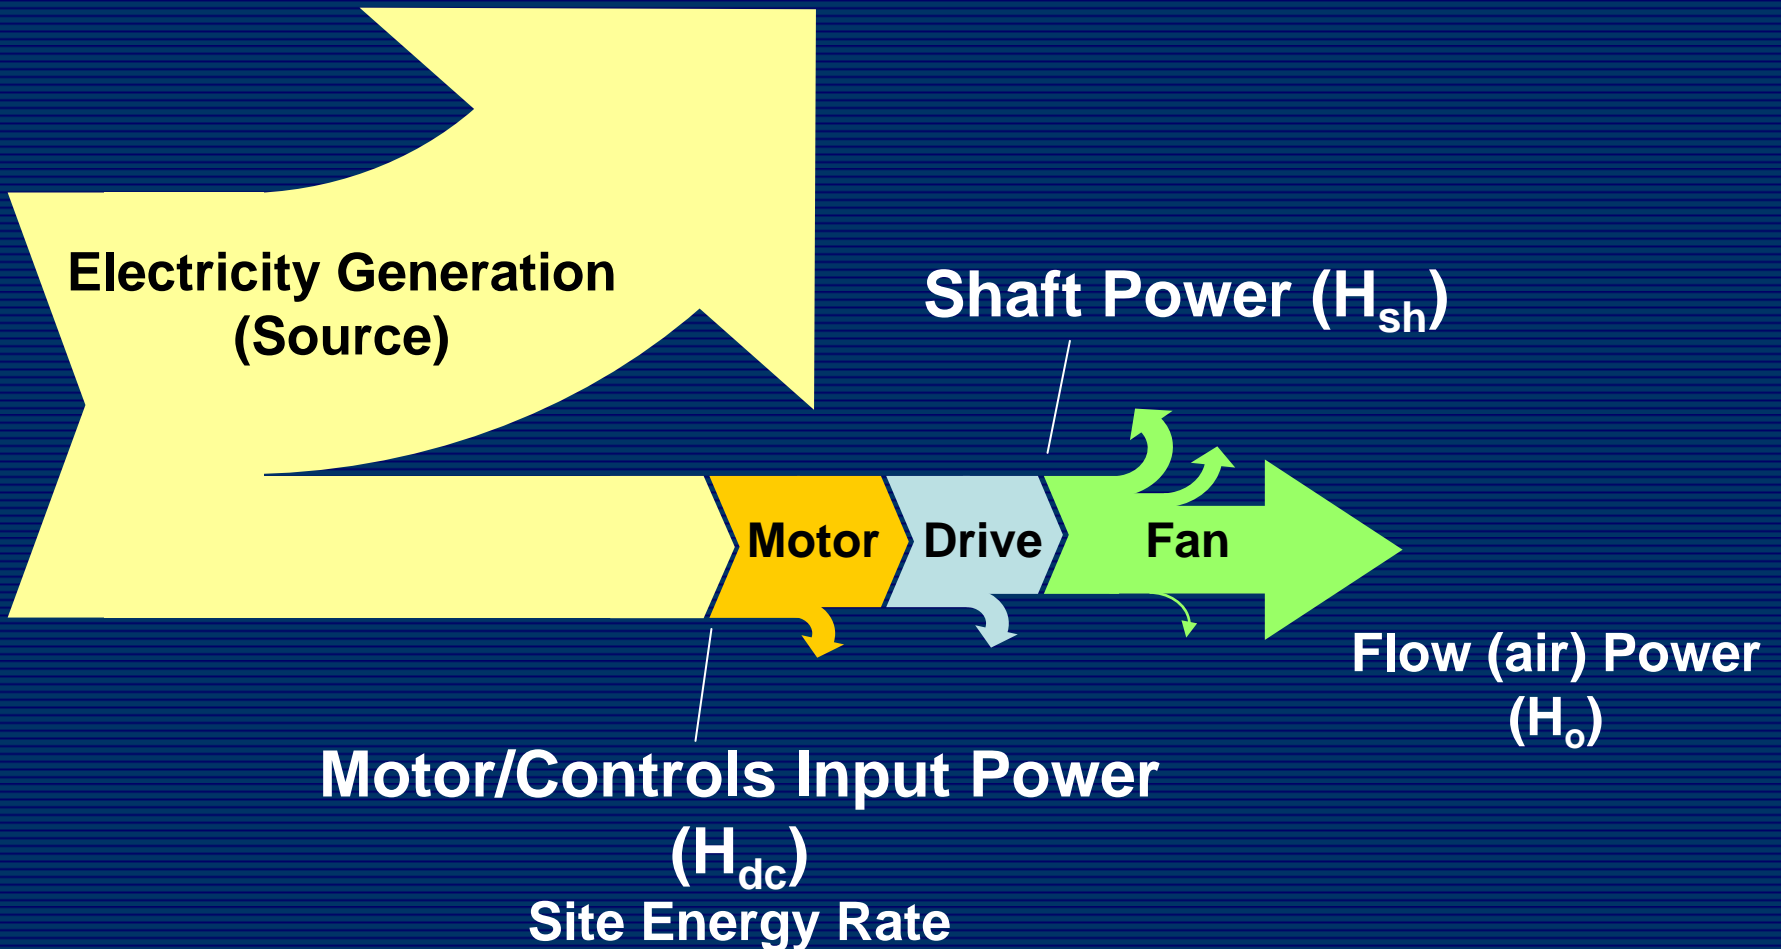 Electricity Generation
(Source)
Shaft Power (Hsh)
Motor
Drive
Fan
Flow (air) Power
(Ho)
Motor/Controls Input Power
(Hdc)
Site Energy Rate